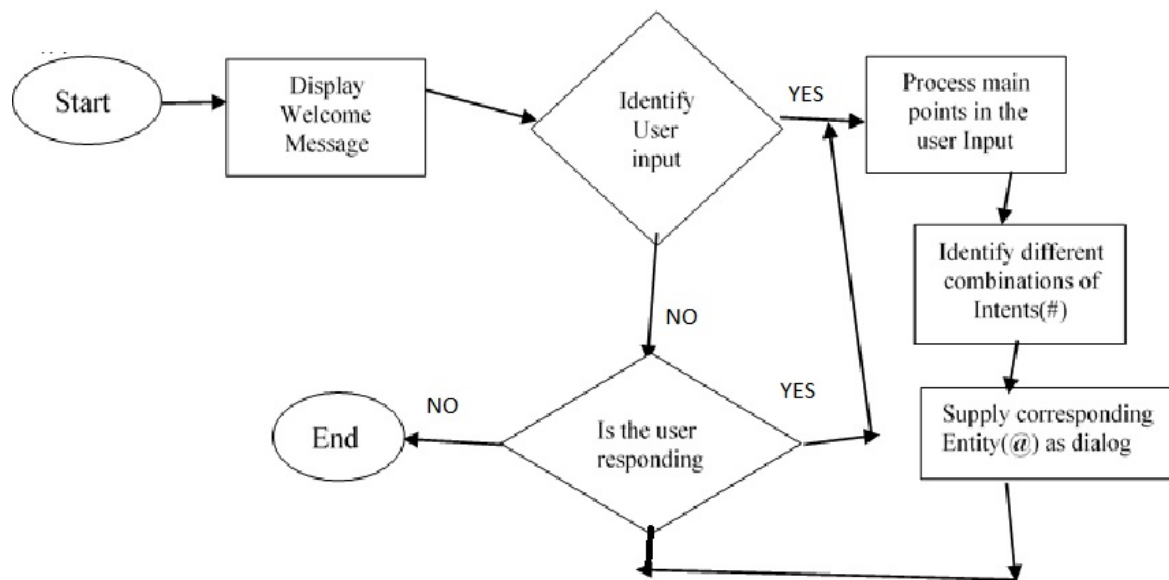 Start
Display
Welcome
Message
Identify
User
input
YES
Process main
points in the
user Input
Identify different
combinations of
Intents(#)
NO
Supply corresponding
Entity(@) as dialog
YES
Is the user
responding
NO
End